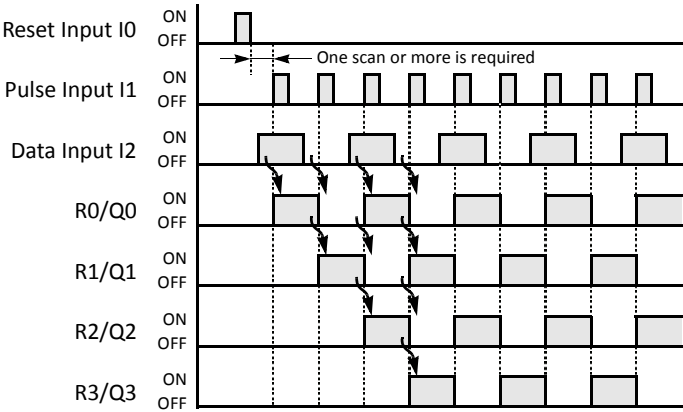 Reset Input I0
ON
OFF
One scan or more is required
Pulse Input I1
ON
OFF
Data Input I2
ON
OFF
R0/Q0
ON
OFF
R1/Q1
ON
OFF
R2/Q2
ON
OFF
R3/Q3
ON
OFF